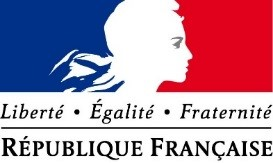 Liberté • Égalité • Fraternité
RÉPUBLIQUE FRANÇAISE